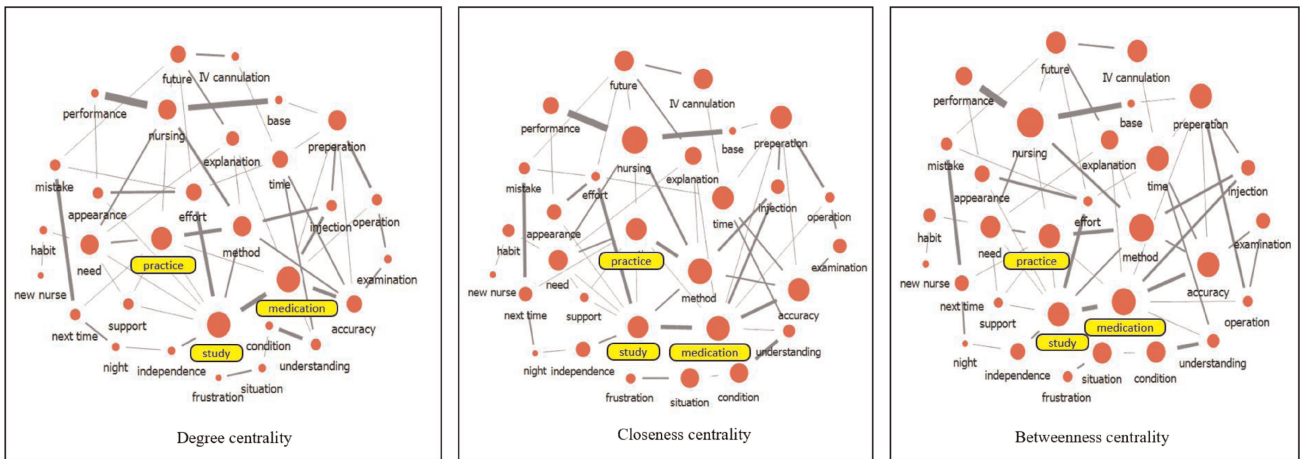 future
IV cannulation
performance
nursing
base
preperation
explanation
mistake
time
appearance
effort
injection
operation
habit
need
practice
method
examination
new nurse
medication
support
accuracy
next time
study
condition
night
independence
understanding
frustration
situation
Degree centrality
future
IV cannulation
performance
nursing
base
preperation
mistake
explanation
effort
injection
time
operation
appearance
habit
need
practice
examination
new nurse
method
next time
support
accuracy
study
medication
understanding
night
independence
frustration
situation
condition
Closeness centrality
future
IV cannulation
performance
base
preperation
nursing
mistake
explanation
time
injection
appearance
effort
habit
need
practice
method
examination
new nurse
accuracy
next time
support
medication
operation
study
night
independence
situation
condition
understanding
frustration
Betweenness centrality